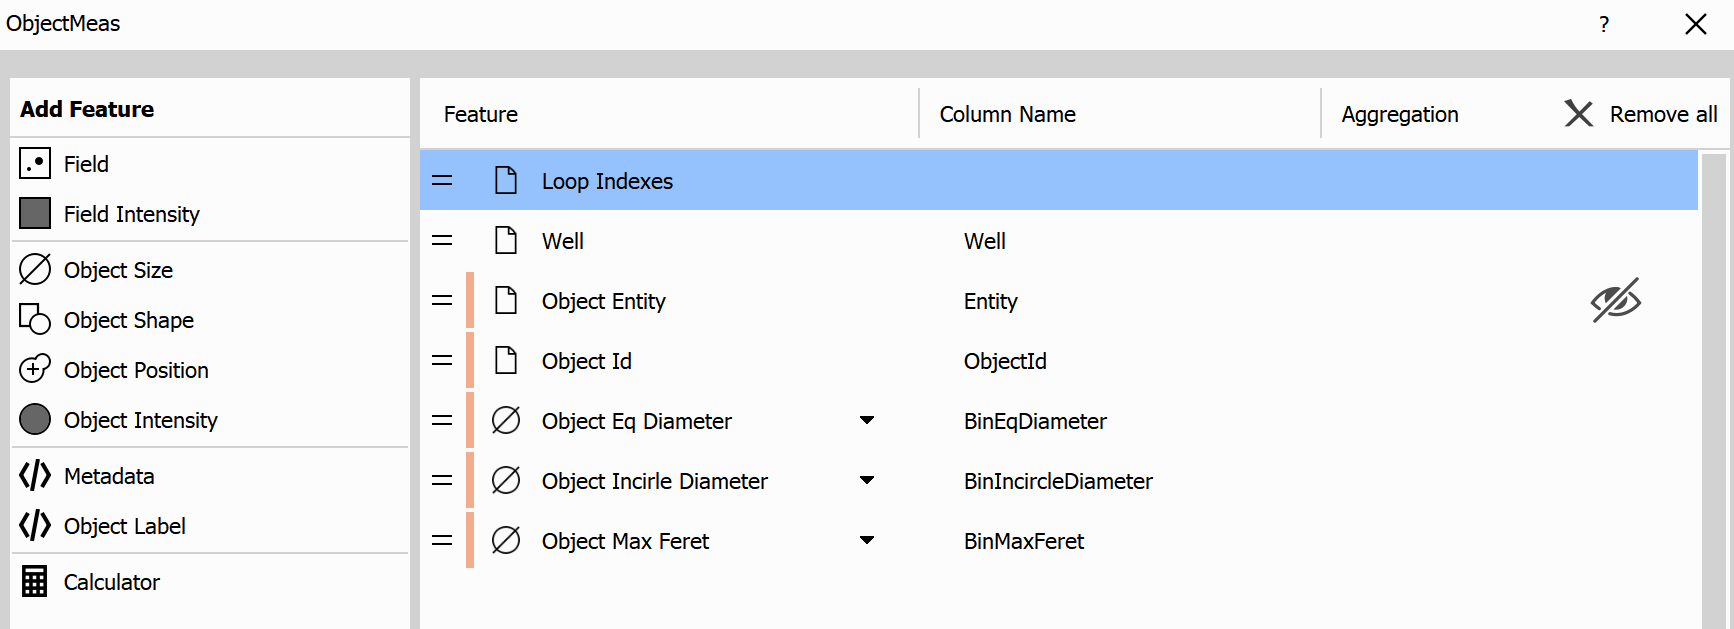 ObjectMeas ?
Add Feature
Field
Field Intensity
Object Size
Object Shape
Object Position
Object Intensity
Metadata
Object Label
Calculator
Feature Column Name Aggregation Remove all
Loop Indexes
Well Well
Object Entity Entity
Object Id ObjectId
Object Eq Diameter BinEqDiameter
Object Incirle Diameter BinIncircleDiameter
Object Max Feret BinMaxFeret